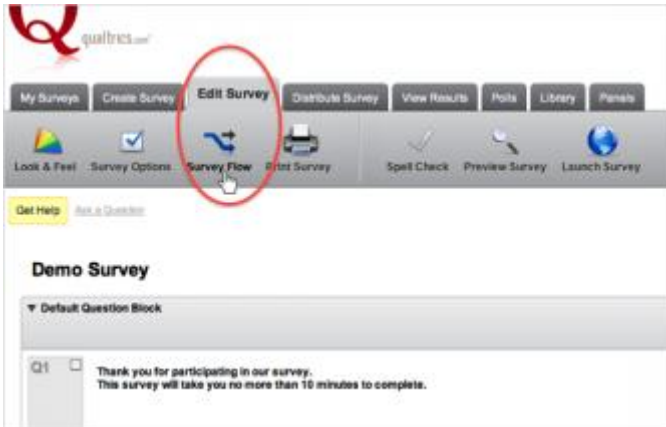 Q
qualtrics.com
My Surveys
Create Survey
Edit Survey
Distribute Survey
View Results
Polls
Library
Panels
Look & Feel
Survey Options
Survey Flow
Print Survey
Spell Check
Preview Survey
Launch Survey
Get Help
Ask a Question
Demo Survey
Default Question Block
Q1
Thank you for participating in our survey.
This survey will take you no more than 10 minutes to complete.